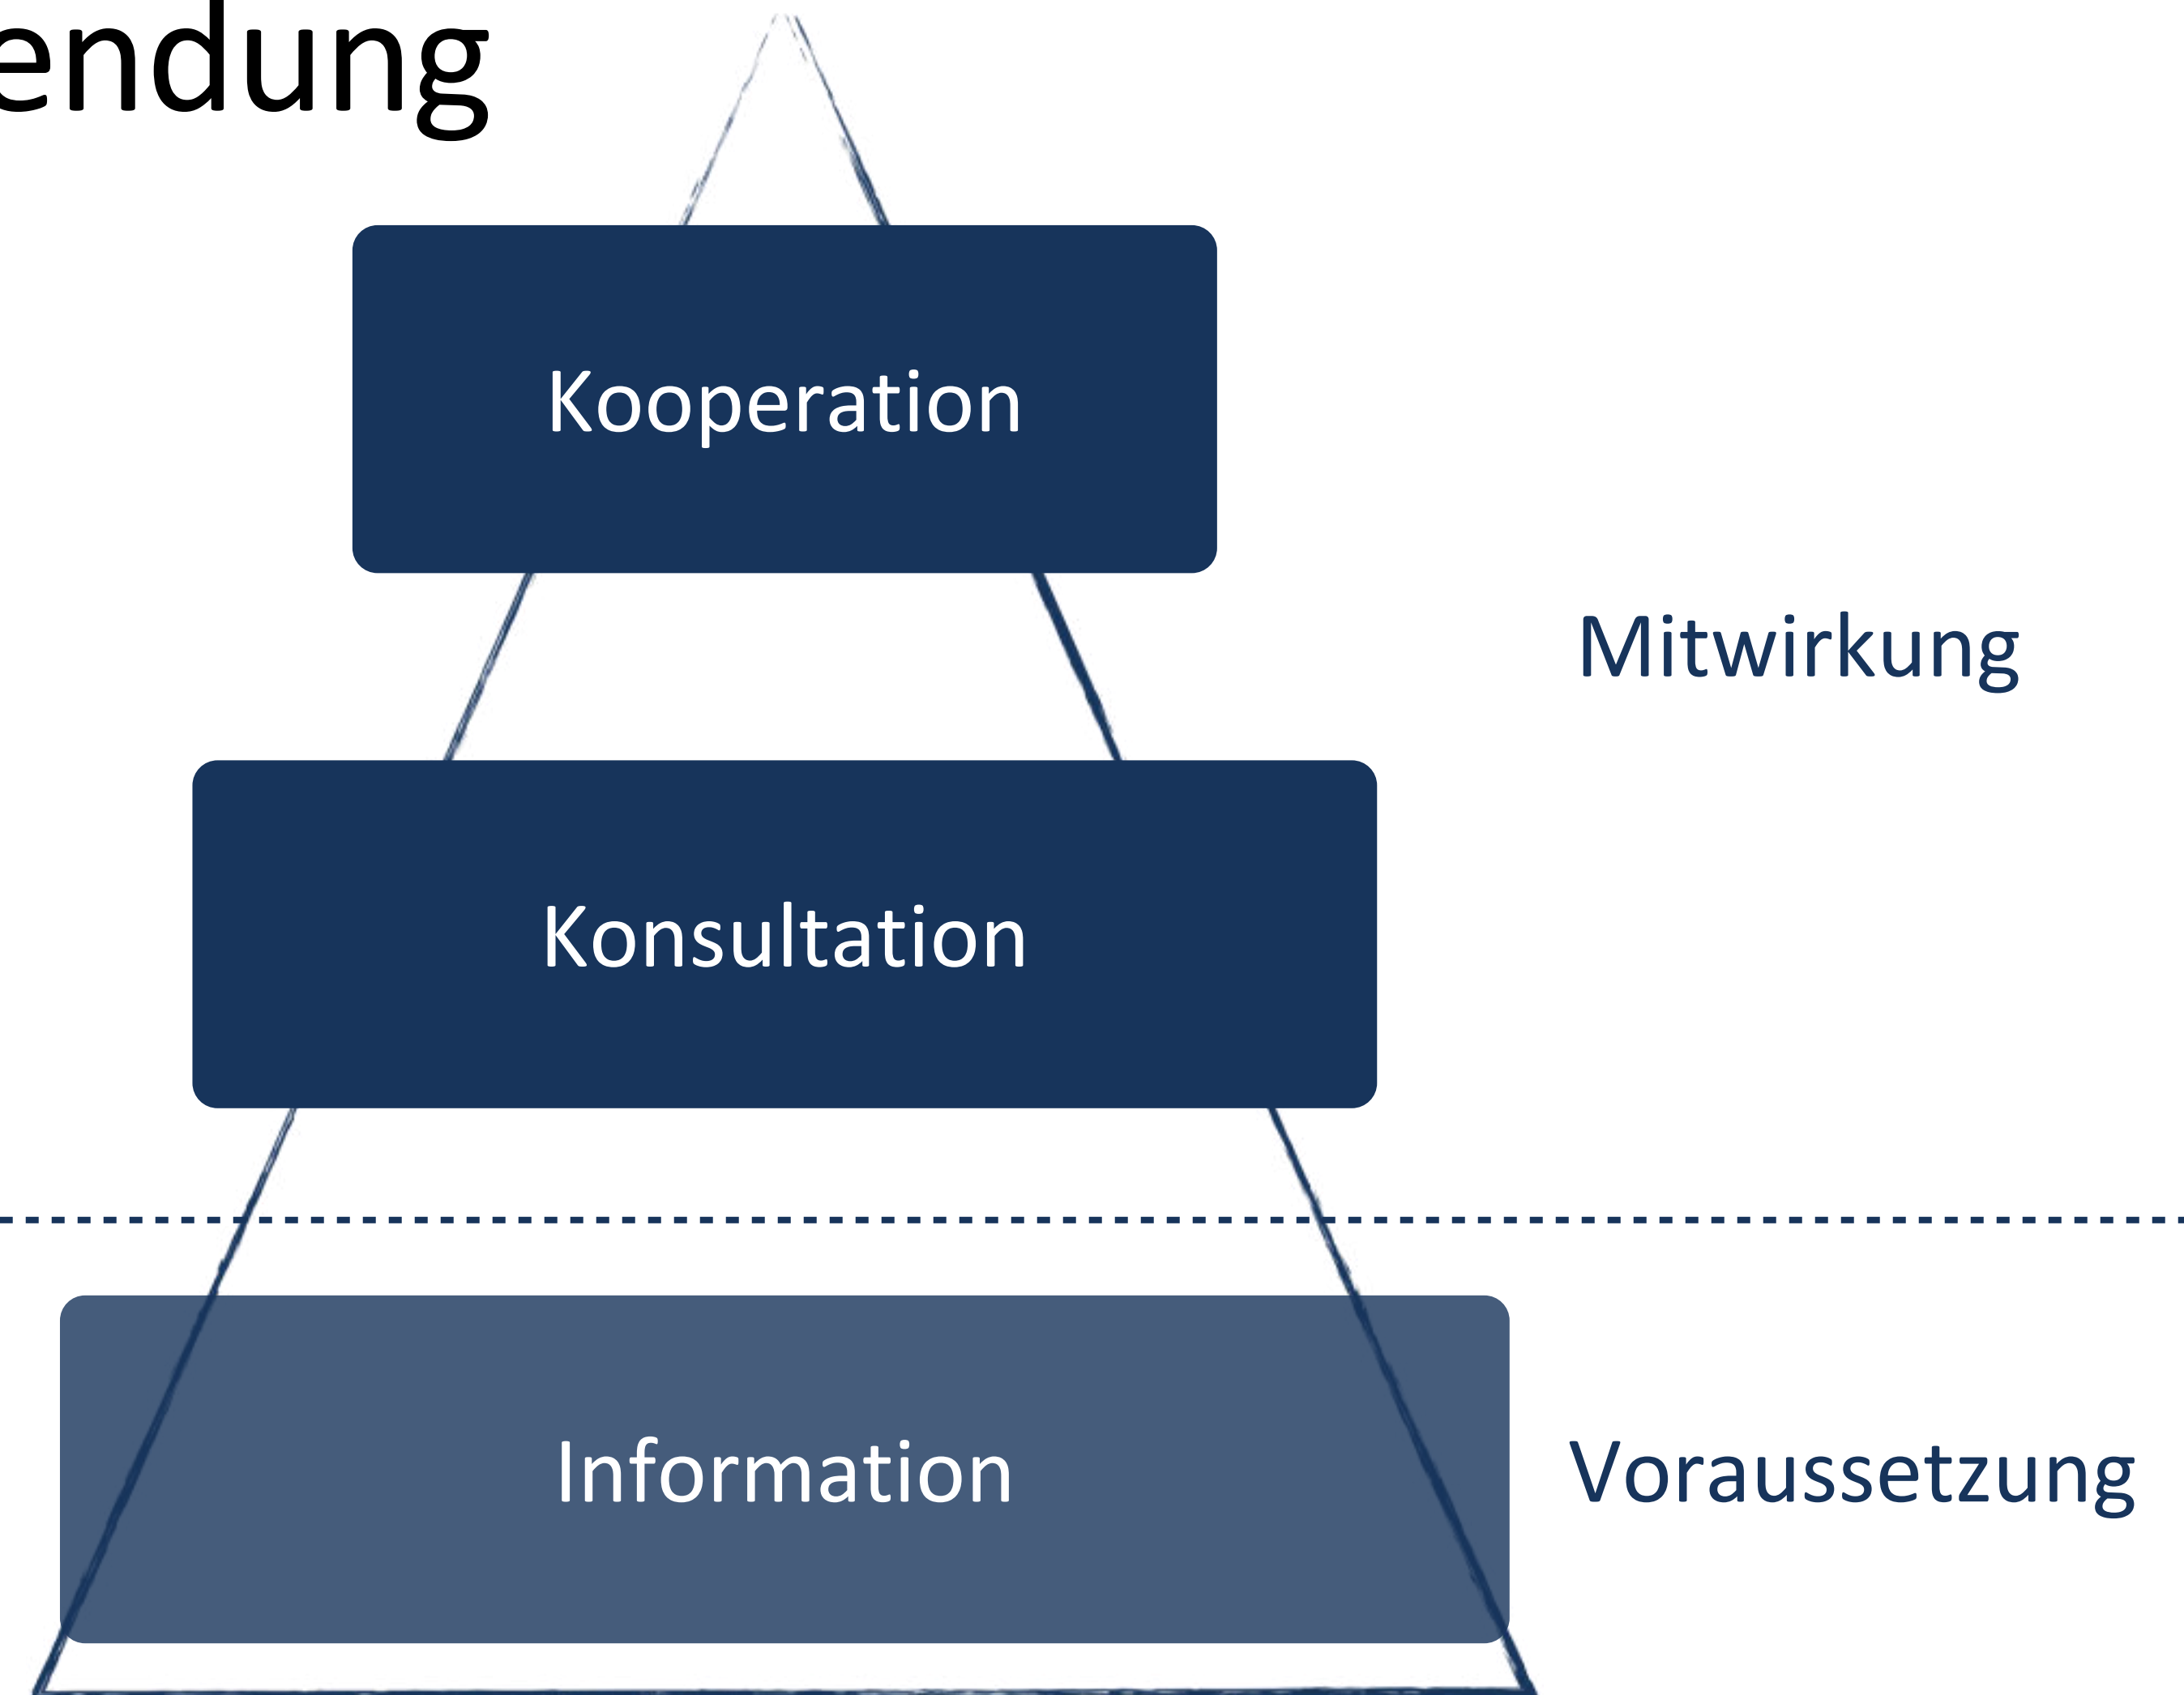 endung
Kooperation
Mitwirkung
Konsultation
Information
Voraussetzung